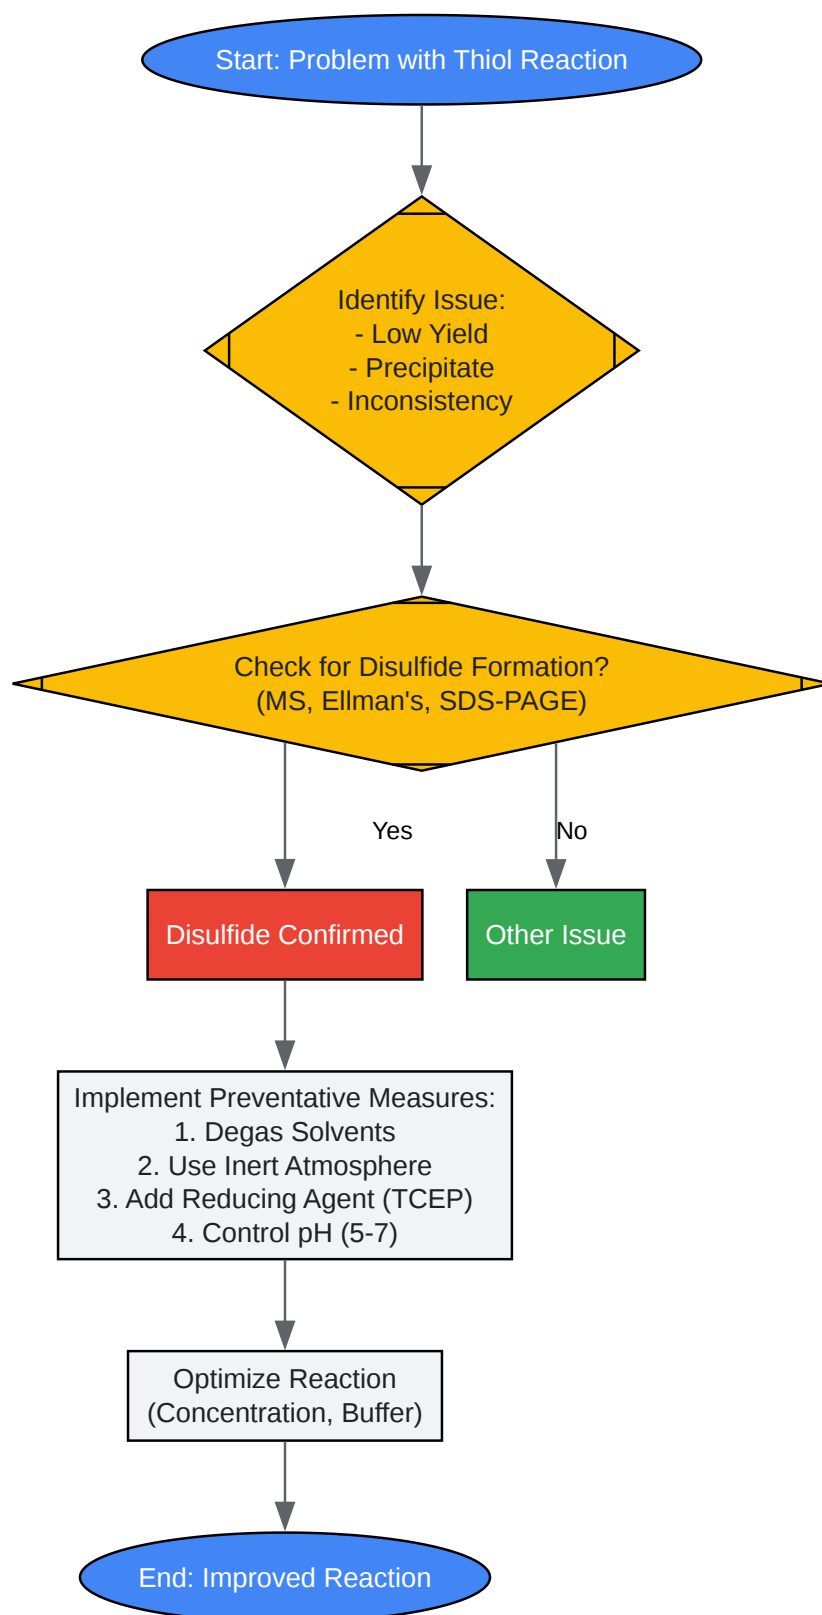 Start: Problem with Thiol Reaction
Identify Issue:
- Low Yield
- Precipitate
- Inconsistency
Check for Disulfide Formation?
(MS, Ellman's, SDS-PAGE)
Yes
No
Disulfide Confirmed
Other Issue
Implement Preventative Measures:
1. Degas Solvents
2. Use Inert Atmosphere
3. Add Reducing Agent (TCEP)
4. Control pH (5-7)
Optimize Reaction
(Concentration, Buffer)
End: Improved Reaction